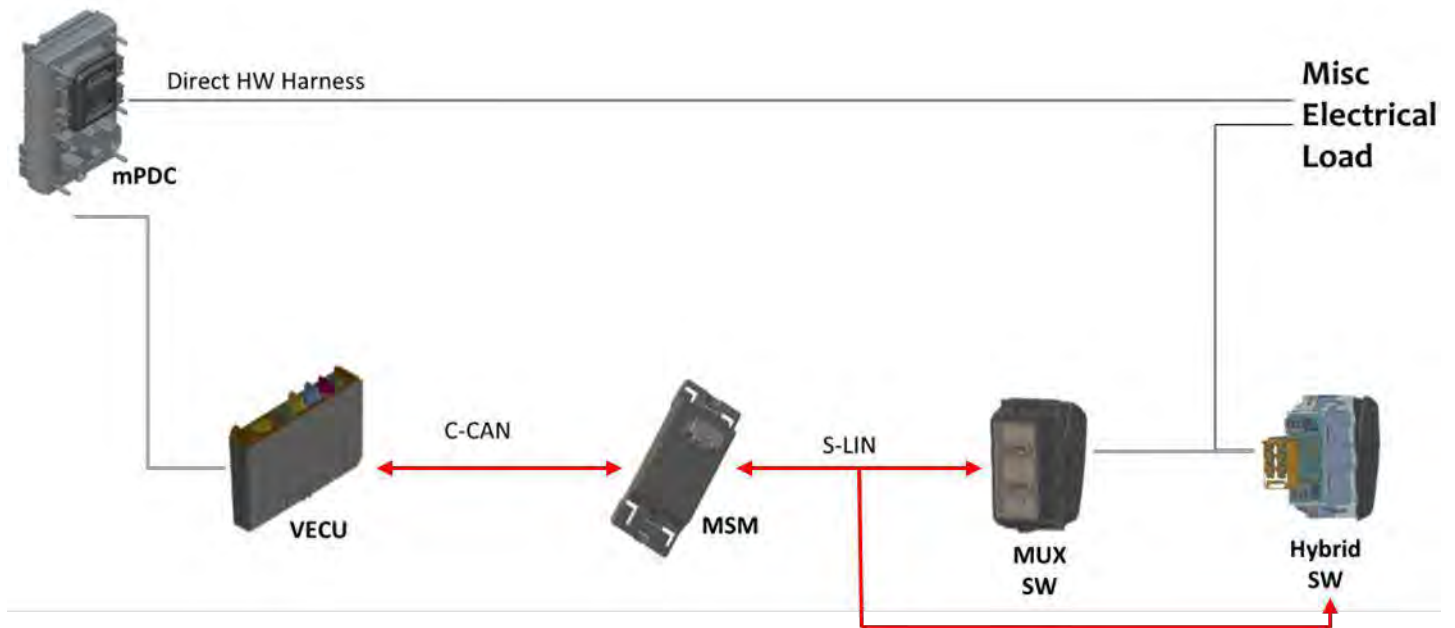 Direct HW Harness
Misc
Electrical
Load
mPDC
C-CAN
S-LIN
VECU
MSM
MUX
SW
Hybrid
SW